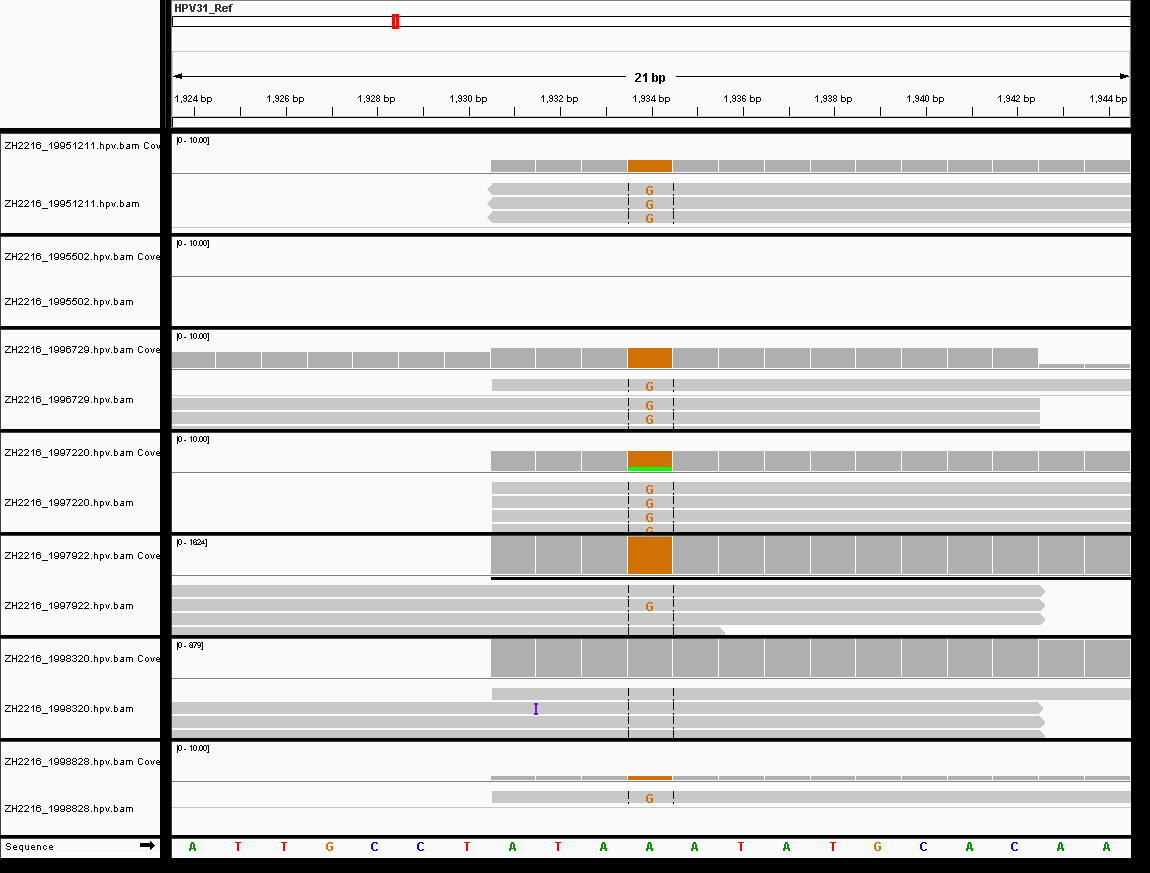 HPV31_Ref
21 bp
1,924 bp 1,926 bp 1,928 bp 1,930 bp 1,932 bp 1,934 bp 1,936 bp 1,938 bp 1,940 bp 1,942 bp 1,944 bp
ZH2216_19951211.hpv.bam Cov
[0 - 10.00]
ZH2216_19951211.hpv.bam
G
G
G
ZH2216_1995502.hpv.bam Cove
[0 - 10.00]
ZH2216_1995502.hpv.bam
ZH2216_1996729.hpv.bam Cove
[0 - 10.00]
ZH2216_1996729.hpv.bam
G
G
G
ZH2216_1997220.hpv.bam Cove
[0 - 10.00]
ZH2216_1997220.hpv.bam
G
G
G
G
ZH2216_1997922.hpv.bam Cove
[0 - 1624]
ZH2216_1997922.hpv.bam
G
ZH2216_1998320.hpv.bam Cove
[0 - 879]
ZH2216_1998320.hpv.bam
ZH2216_1998828.hpv.bam Cove
[0 - 10.00]
ZH2216_1998828.hpv.bam
G
Sequence A T T G C C T A T A A A T A T G C A C A A